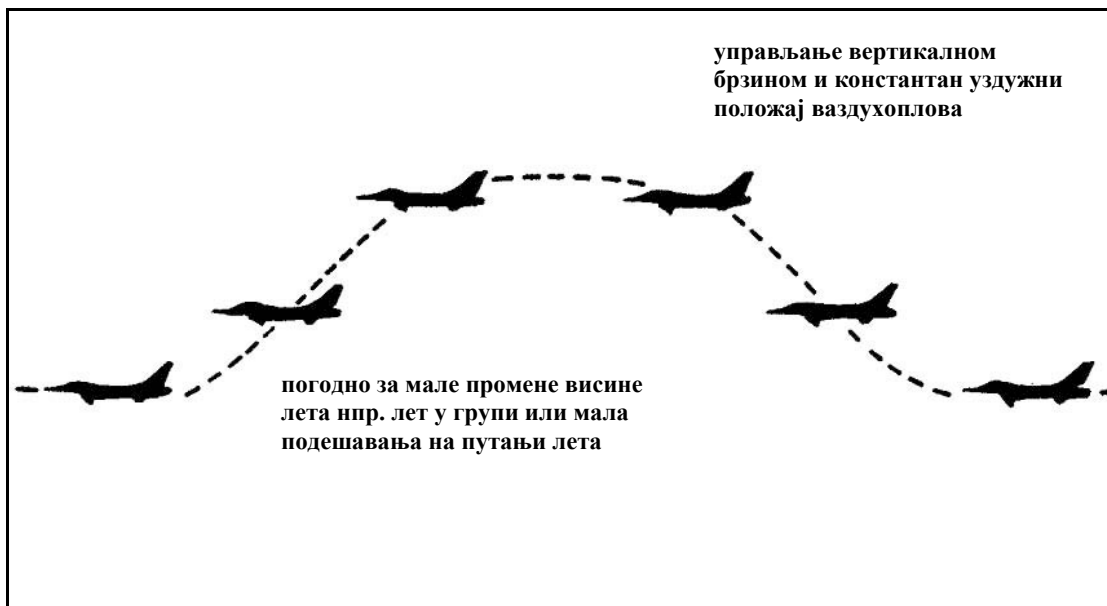 управљање вертикалном
брзином и константан уздужни
положај ваздухоплова
погодно за мале промене висине
лета нпр. лет у групи или мала
подешавања на путањи лета